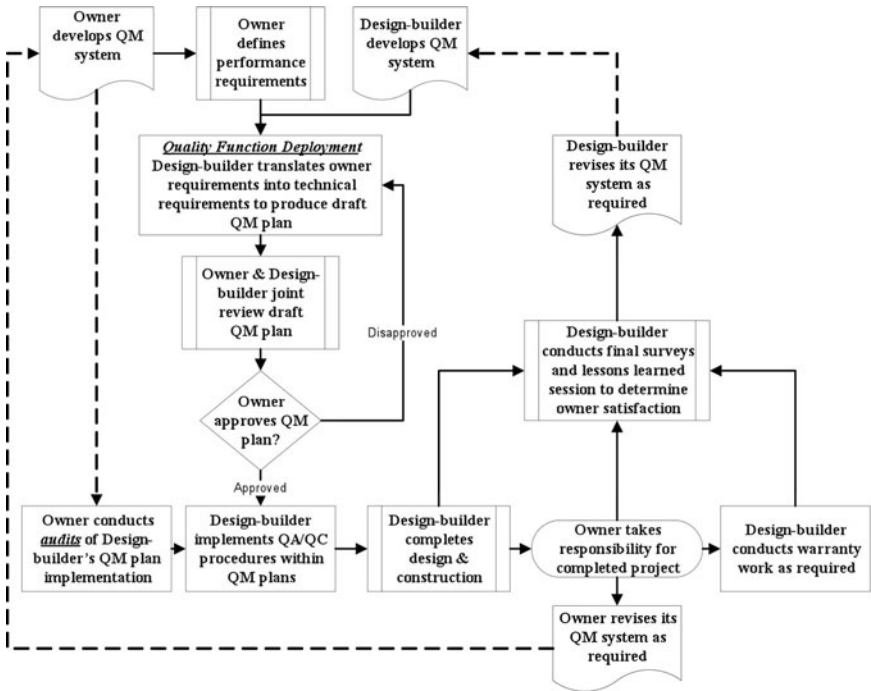 Owner
develops QM
system
Owner
defines
performance
requirements
Design-builder
develops QM
system
Quality Function Deployment
Design-builder translates owner
requirements into technical
requirements to produce draft
QM plan
Design-builder
revises its QM
system as
required
Owner & Design-
builder joint
review draft
QM plan
Disapproved
Design-builder
conducts final surveys
and lessons learned
session to determine
owner satisfaction
Owner
approves QM
plan?
Approved
Owner conducts
audits of Design-
builder's QM plan
implementation
Design-builder
implements QA/QC
procedures within
QM plans
Design-builder
completes
design &
construction
Owner takes
responsibility for
completed project
Design-builder
conducts warranty
work as required
Owner revises its
QM system as
required